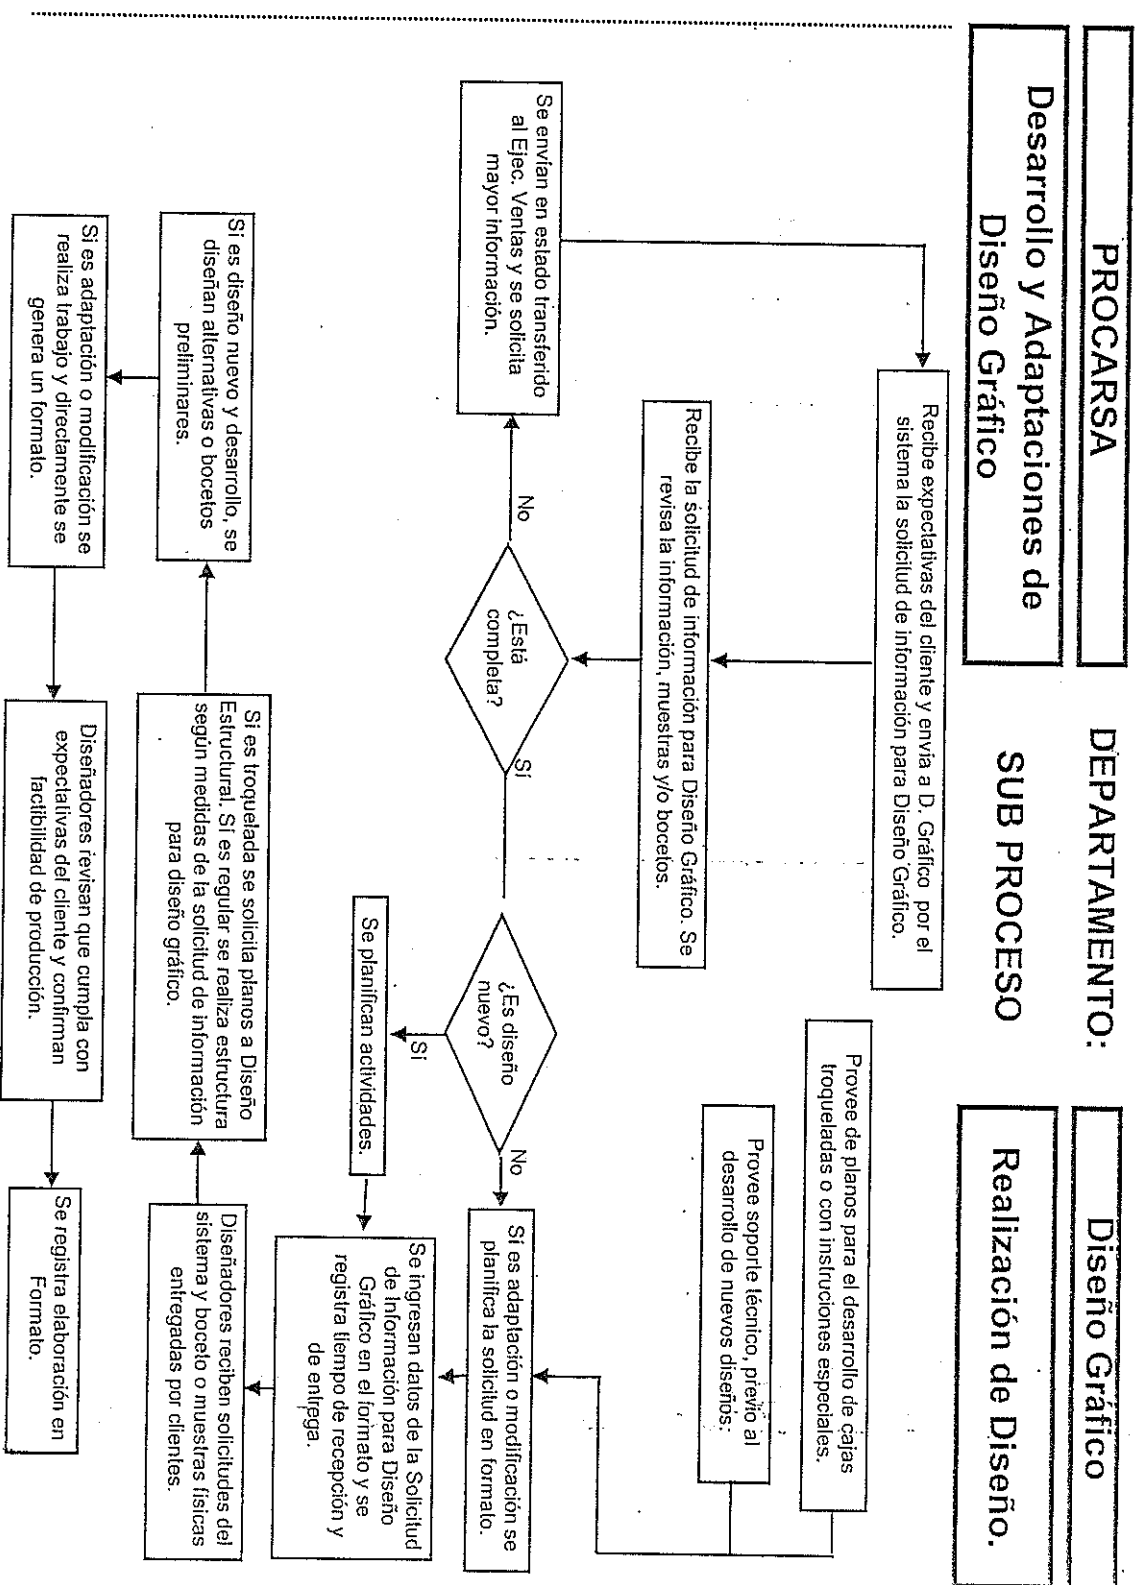 PROCARSA
DEPARTAMENTO:
Diseño Gráfico
Desarrollo y Adaptaciones de
Diseño Gráfico
SUB PROCESO
Realización de Diseño.
Recibe expectativas del cliente y envia a D. Gráfico por el
sistema la solicitud de información para Diseño Gráfico.
Provee de planos para el desarrollo de cajas
troqueladas o con instruciones especiales.
Recibe la solicitud de información para Diseño Gráfico. Se
revisa la información, muestras y/o bocetos.
Provee soporte técnico, previo al
desarrollo de nuevos diseños.
Se envían en estado transferido
al Ejec. Ventas y se solicita
mayor información.
No
¿Está
completa?
Sí
¿Es diseño
nuevo?
No
Sí
Si es adaptación o modificación se
planifica la solicitud en formato.
Se planifican actividades.
Se ingresan datos de la Solicitud
de Información para Diseño
Gráfico en el formato y se
registra tiempo de recepción y
de entrega.
Si es diseño nuevo y desarrollo, se
diseñan alternativas o bocetos
preliminares.
Si es troquelada se solicita planos a Diseño
Estructural. Si es regular se realiza estructura
según medidas de la solicitud de información
para diseño gráfico.
Diseñadores reciben solicitudes del
sistema y boceto o muestras físicas
entregadas por clientes.
Si es adaptación o modificación se
realiza trabajo y directamente se
genera un formato.
Diseñadores revisan que cumpla con
expectativas del cliente y confirman
factibilidad de producción.
Se registra elaboración en
Formato.